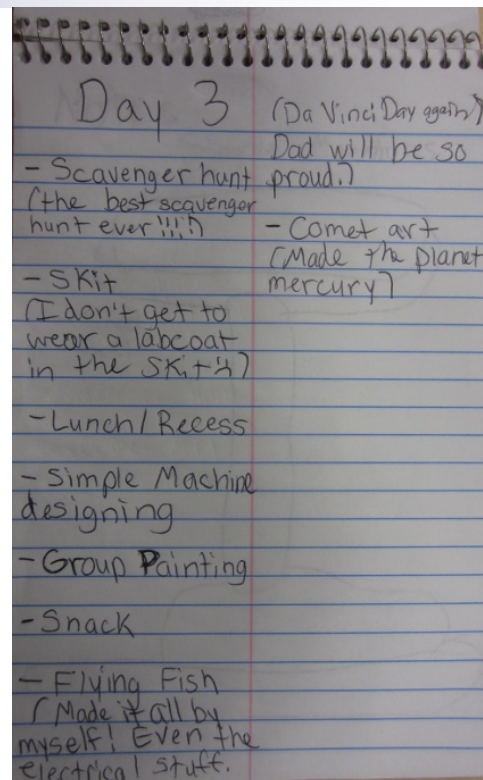 Day 3
- Scavenger hunt
(the best scavenger
hunt ever!!!!)
- Skit
(I don't get to
wear a labcoat
in the skit)
- Lunch/Recess
- Simple Machine
designing
- Group Painting
- Snack
- Flying Fish
(Made it all by
myself! Even the
electrical stuff.
(Da Vinci Day again)
Dad will be so
proud.)
- Comet art
(Made the planet
mercury)